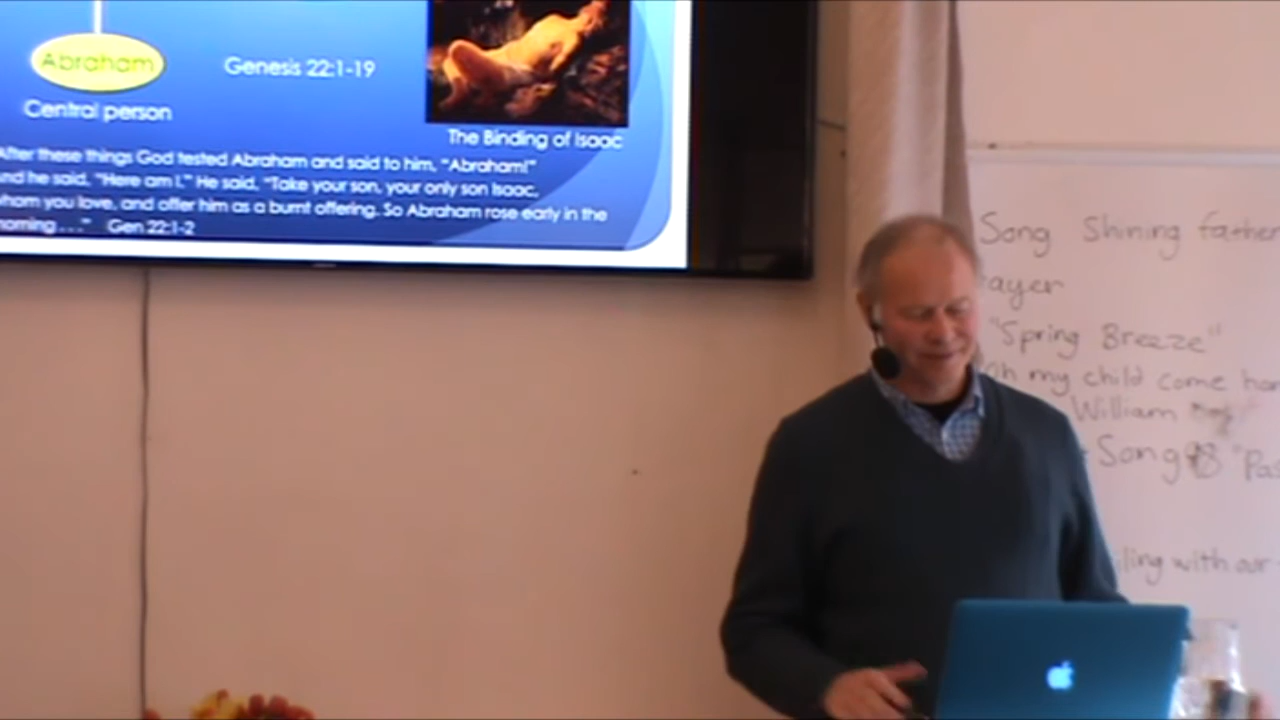 Abraham
Central person
Genesis 22:1-19
The Binding of Isaac
After these things God tested Abraham and said to him, "Abraham!"
and he said, "Here am I." He said, "Take your son, your only son Isaac,
whom you love, and offer him as a burnt offering. So Abraham rose early in the
morning . . ." Gen 22:1-2
Song Shining father
ayer
"Spring Breeze"
Oh my child come
William
Song "Pa
iling with our